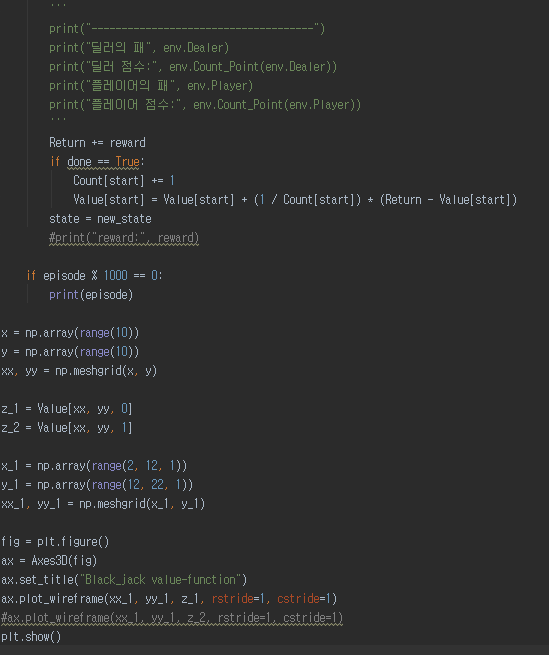 '''
print("-------------------------------------")
print("딜러의 패", env.Dealer)
print("딜러 점수:", env.Count_Point(env.Dealer))
print("플레이어의 패", env.Player)
print("플레이어 점수:", env.Count_Point(env.Player))
'''
Return += reward
if done == True:
Count[start] += 1
Value[start] = Value[start] + (1 / Count[start]) * (Return - Value[start])
state = new_state
#print("reward:", reward)
if episode % 1000 == 0:
print(episode)
x = np.array(range(10))
y = np.array(range(10))
xx, yy = np.meshgrid(x, y)
z_1 = Value[xx, yy, 0]
z_2 = Value[xx, yy, 1]
x_1 = np.array(range(2, 12, 1))
y_1 = np.array(range(12, 22, 1))
xx_1, yy_1 = np.meshgrid(x_1, y_1)
fig = plt.figure()
ax = Axes3D(fig)
ax.set_title("Black_jack value-function")
ax.plot_wireframe(xx_1, yy_1, z_1, rstride=1, cstride=1)
#ax.plot_wireframe(xx_1, yy_1, z_2, rstride=1, cstride=1)
plt.show()